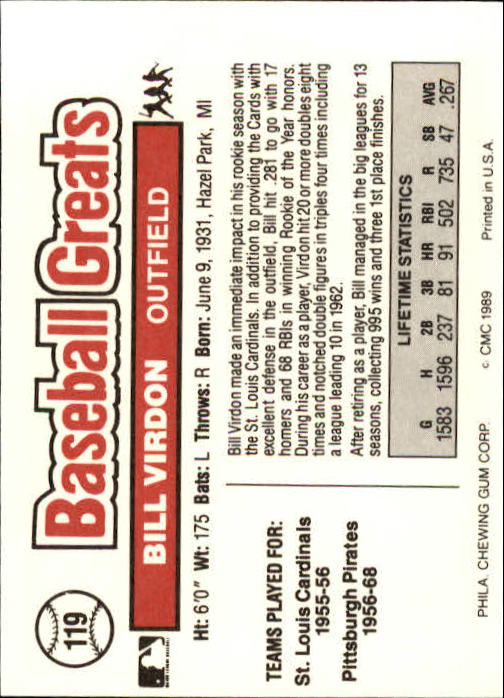 119
Baseball Greats
BILL VIRDON OUTFIELD
Ht: 6'0" Wt: 175 Bats: L Throws: R Born: June 9, 1931, Hazel Park, MI
TEAMS PLAYED FOR:
St. Louis Cardinals
1955-56
Pittsburgh Pirates
1956-68
Bill Virdon made an immediate impact in his rookie season with
the St. Louis Cardinals. In addition to providing the Cards with
excellent defense in the outfield, Bill hit .281 to go with 17
homers and 68 RBIs in winning Rookie of the Year honors.
During his career as a player, Virdon hit 20 or more doubles eight
times and notched double figures in triples four times including
a league leading 10 in 1962.
After retiring as a player, Bill managed in the big leagues for 13
seasons, collecting 995 wins and three 1st place finishes.
LIFETIME STATISTICS
G H 2B 3B HR RBI R SB AVG
1583 1596 237 81 91 502 735 47 .267
PHILA. CHEWING GUM CORP. © CMC 1989 Printed in U.S.A.